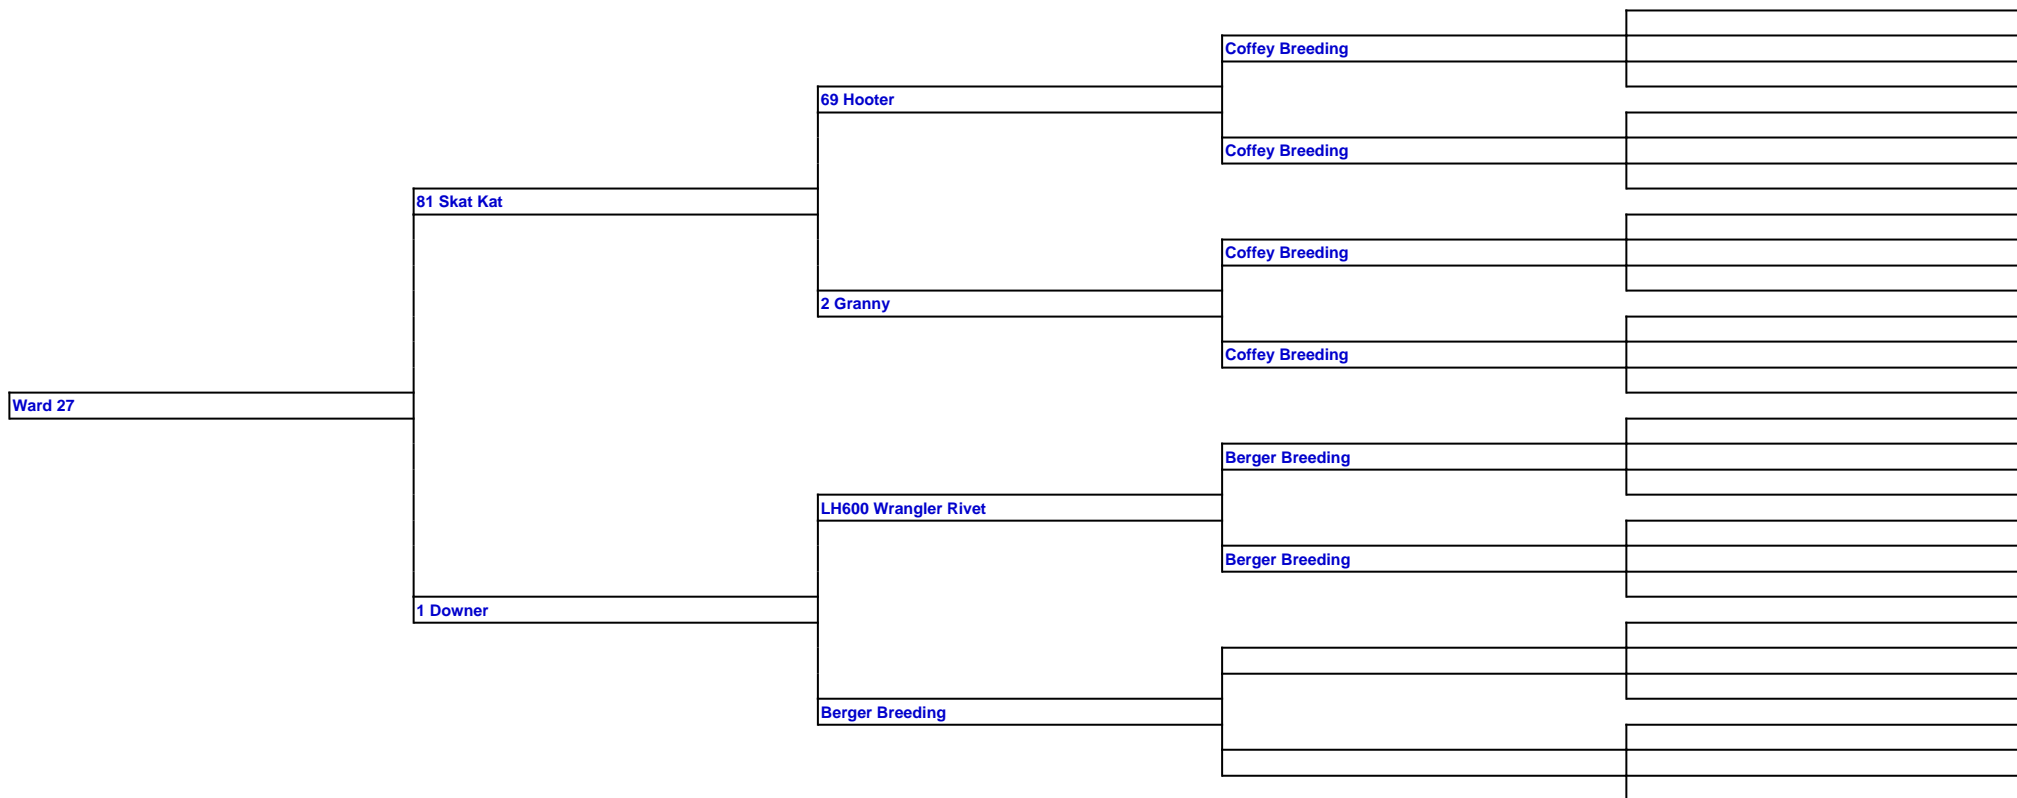 Coffey Breeding
69 Hooter
Coffey Breeding
81 Skat Kat
Coffey Breeding
2 Granny
Coffey Breeding
Ward 27
Berger Breeding
LH600 Wrangler Rivet
Berger Breeding
1 Downer
Berger Breeding